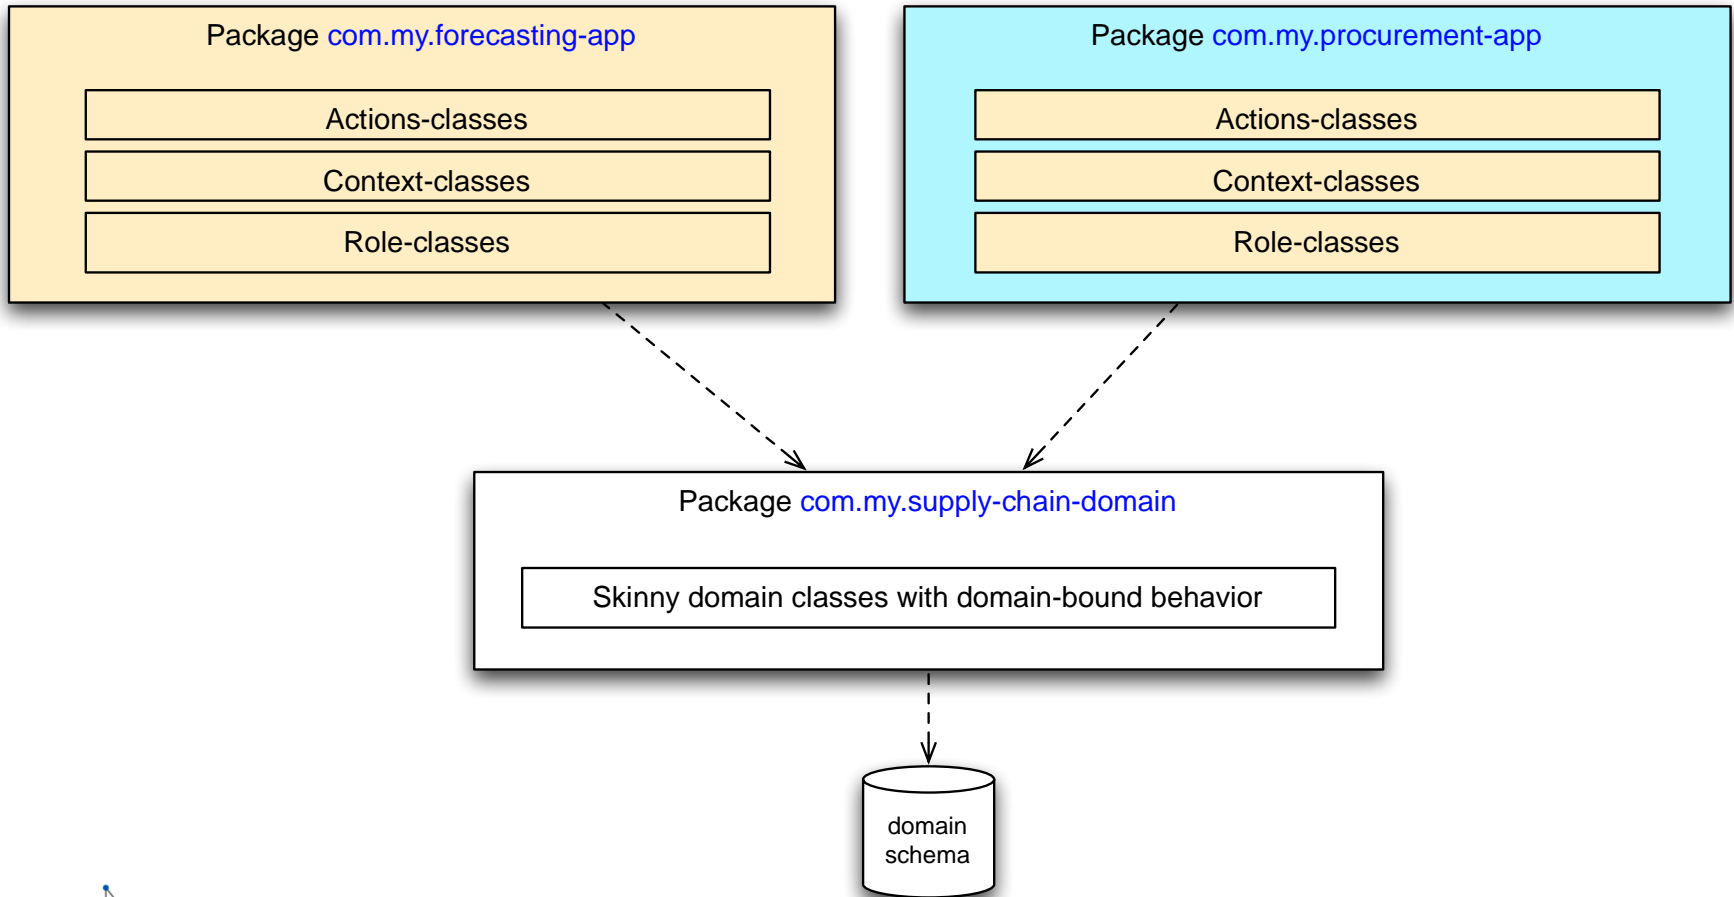 Package com.my.forecasting-app
Actions-classes
Context-classes
Role-classes
Package com.my.procurement-app
Actions-classes
Context-classes
Role-classes
Package com.my.supply-chain-domain
Skinny domain classes with domain-bound behavior
domain
schema